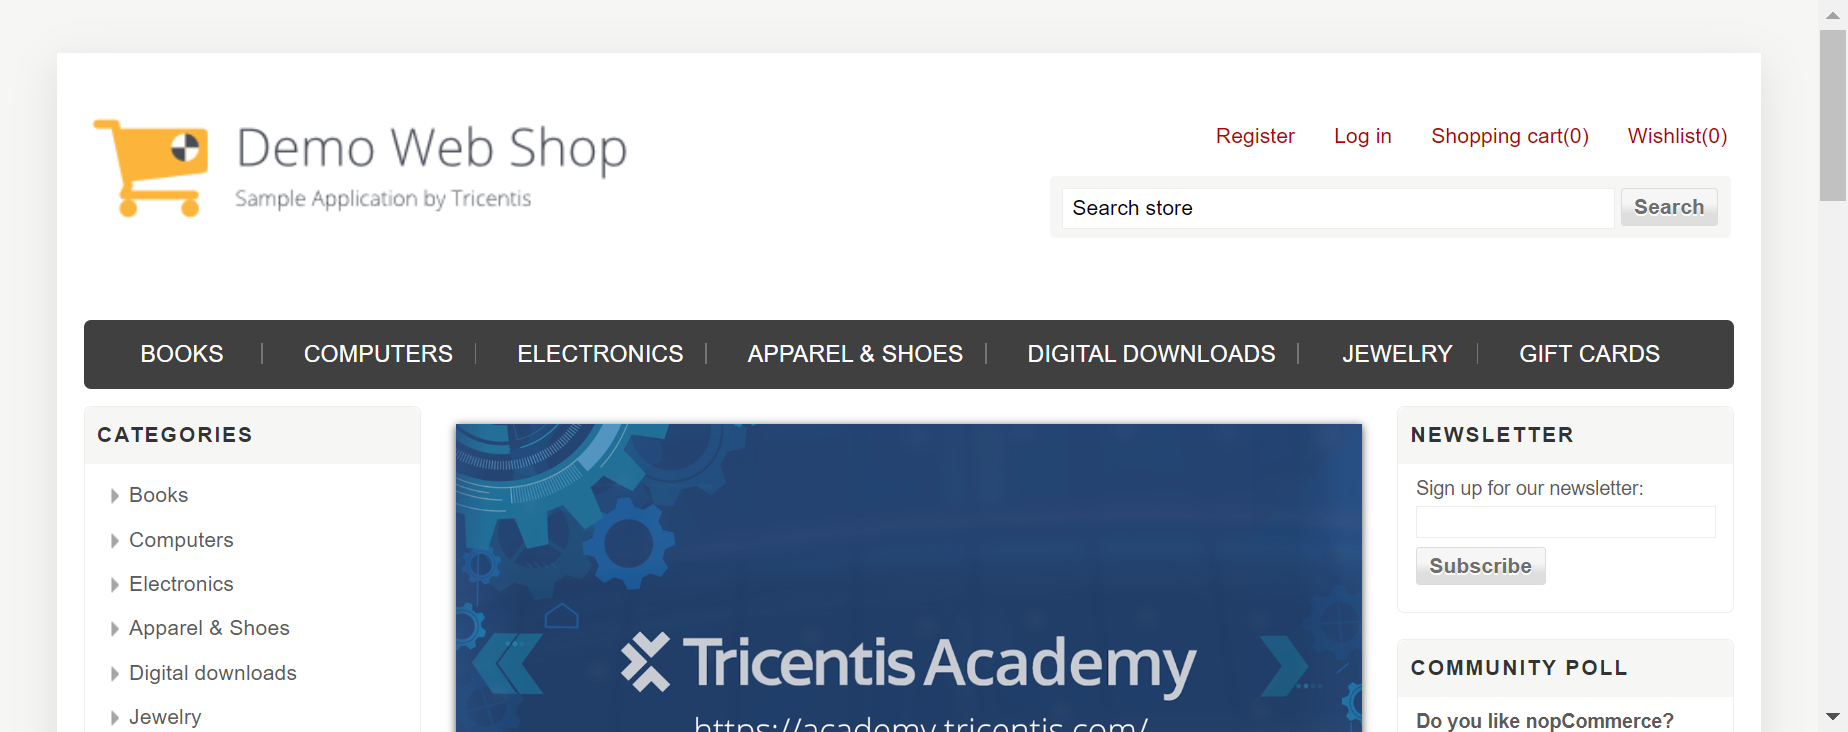 Demo Web Shop
Sample Application by Tricentis
Register Log in Shopping cart(0) Wishlist(0)
Search store Search
BOOKS COMPUTERS ELECTRONICS APPAREL & SHOES DIGITAL DOWNLOADS JEWELRY GIFT CARDS
CATEGORIES
Books
Computers
Electronics
Apparel & Shoes
Digital downloads
Jewelry
Tricentis Academy
https://academy.tricentis.com/
NEWSLETTER
Sign up for our newsletter:
Subscribe
COMMUNITY POLL
Do you like nopCommerce?